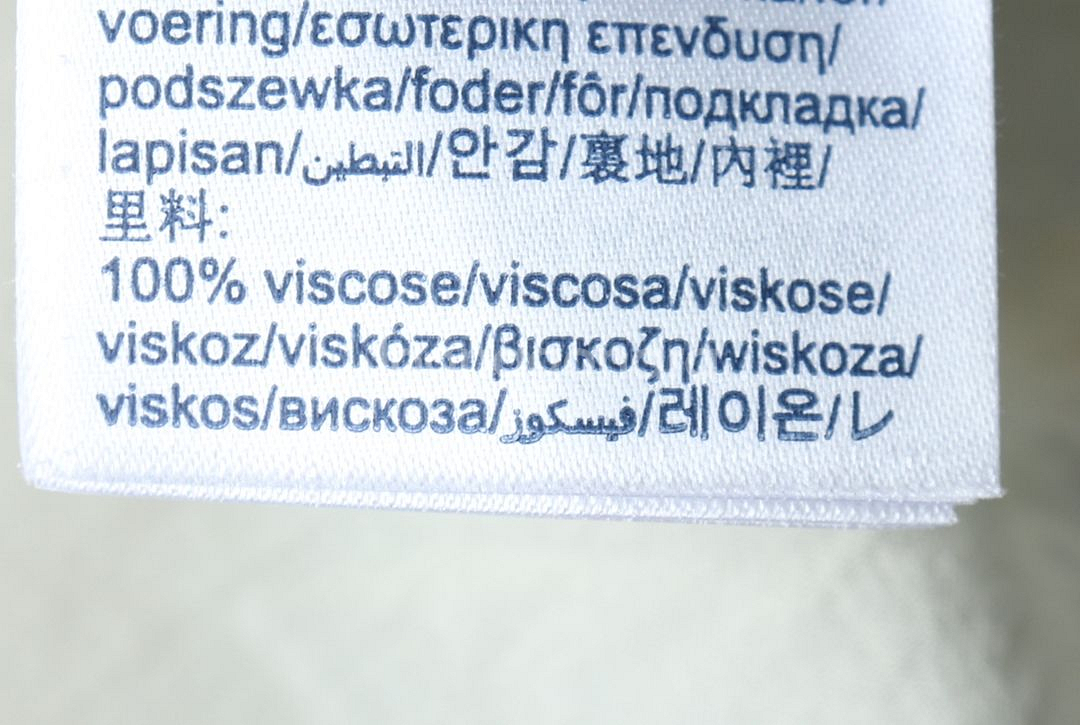 voering/εσωτερικη επενδυση/
podszewka/foder/fôr/подкладка/
lapisan/التبطين/안감/裏地/內裡/
里料:
100% viscose/viscosa/viskose/
viskoz/viskóza/βισκοζη/wiskoza/
viskos/вискоза/فيسكوز/레이온/レ